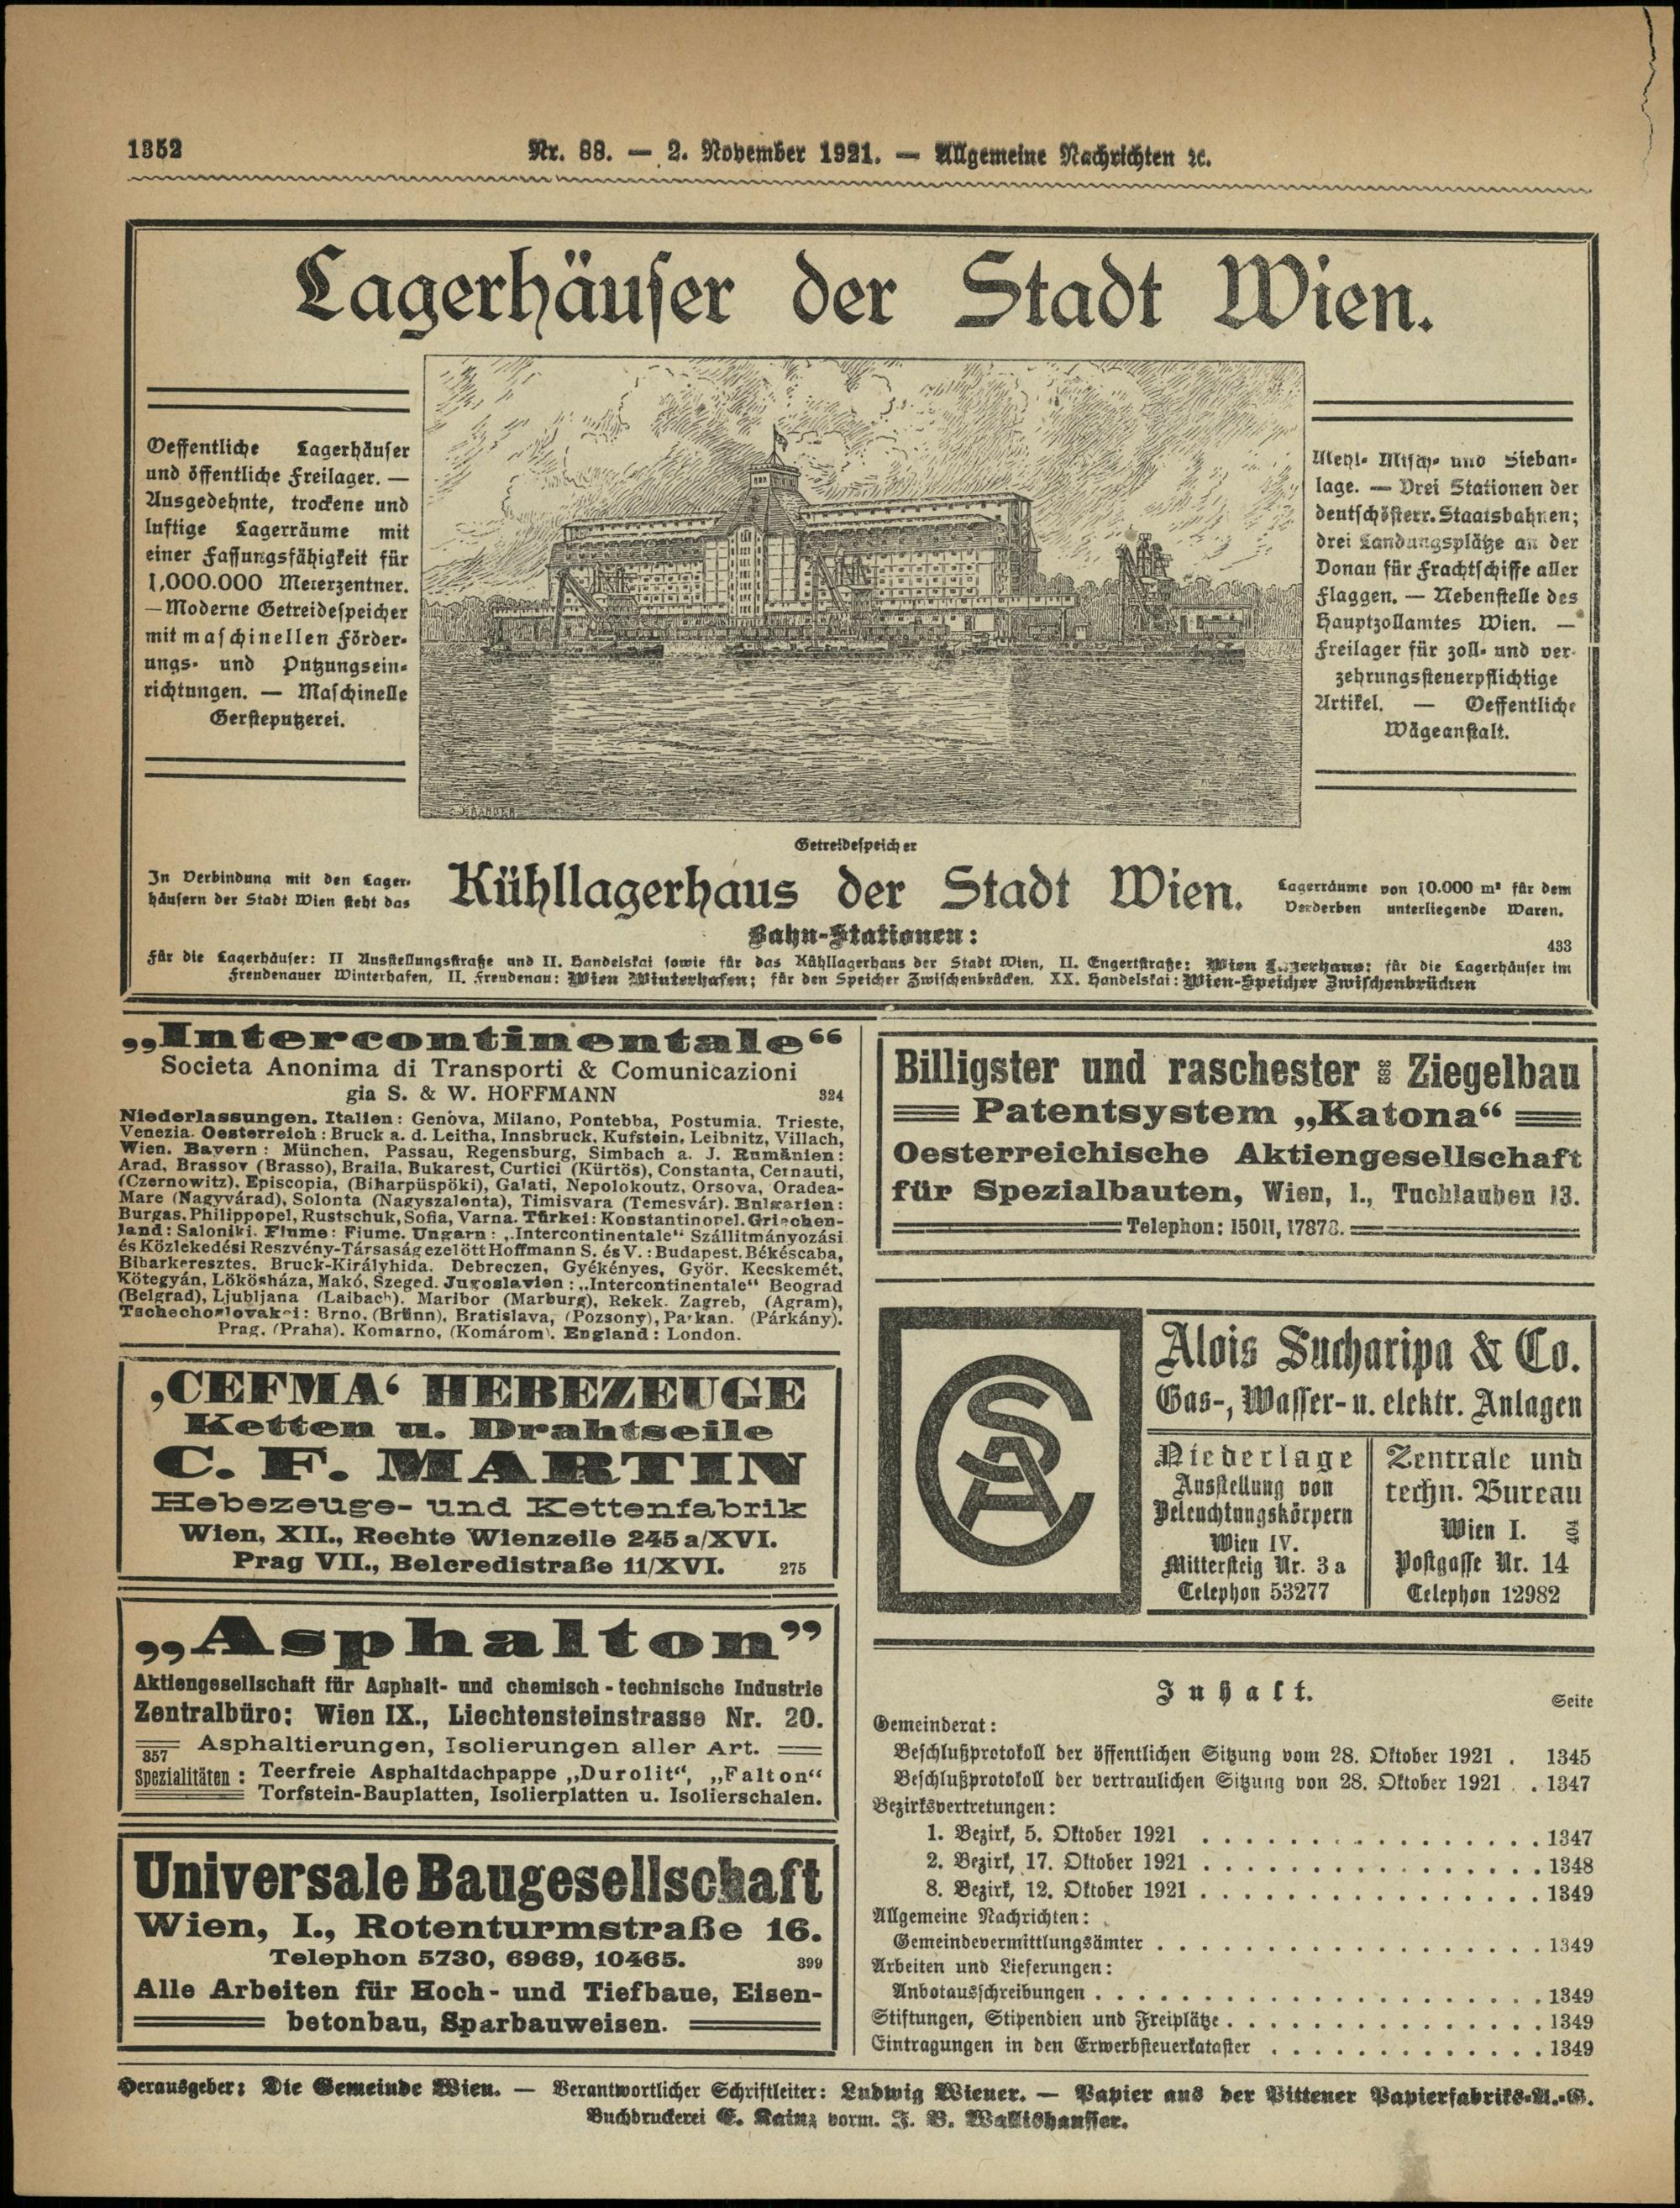 1352
Nr. 88. — 2. November 1921. — Allgemeine Nachrichten ꝛc.
Lagerhäuser der Stadt Wien.
Oeffentliche Lagerhäuser
und öffentliche Freilager. —
Ausgedehnte, trockene und
luftige Lagerräume mit
einer Fassungsfähigkeit für
1,000.000 Meterzentner.
— Moderne Getreidespeicher
mit maschinellen Förder-
ungs- und Putzungsein-
richtungen. — Maschinelle
Gersteputzerei.
Mehl- Misch- und Sieban-
lage. — Drei Stationen der
deutschösterr. Staatsbahnen;
drei Landungsplätze an der
Donau für Frachtschiffe aller
Flaggen. — Nebenstelle des
Hauptzollamtes Wien. —
Freilager für zoll- und ver-
zehrungssteuerpflichtige
Artikel. — Oeffentliche
Wägeanstalt.
Getreidespeicher
In Verbindung mit den Lager-
häusern der Stadt Wien steht das
Kühllagerhaus der Stadt Wien.
Lagerräume von 10.000 m² für dem
Verderben unterliegende Waren.
Bahn-Stationen:
433
Für die Lagerhäuser: II Ausstellungsstraße und II. Handelskai sowie für das Kühllagerhaus der Stadt Wien, II. Engertstraße: Wien Lagerhaus; für die Lagerhäuser im
Freudenauer Winterhafen, II. Freudenau: Wien Winterhafen; für den Speicher Zwischenbrücken, XX. Handelskai: Wien-Speicher Zwischenbrücken
„Intercontinentale“
Societa Anonima di Transporti & Comunicazioni
gia S. & W. HOFFMANN 324
Niederlassungen. Italien: Genova, Milano, Pontebba, Postumia, Trieste,
Venezia. Oesterreich: Bruck a. d. Leitha, Innsbruck, Kufstein, Leibnitz, Villach,
Wien. Bayern: München, Passau, Regensburg, Simbach a. J. Rumänien:
Arad, Brassov (Brasso), Braila, Bukarest, Curtici (Kürtös), Constanta, Cernauti,
(Czernowitz), Episcopia, (Biharpüspöki), Galati, Nepolokoutz, Orsova, Oradea-
Mare (Nagyvárad), Solonta (Nagyszalonta), Timisvara (Temesvár). Bulgarien:
Burgas, Philippopel, Rustschuk, Sofia, Varna. Türkei: Konstantinopel. Griechen-
land: Saloniki. Fiume: Fiume. Ungarn: „Intercontinentale“ Szállitmányozási
és Közlekedési Reszvény-Társaság ezelött Hoffmann S. és V.: Budapest, Békéscaba,
Biharkeresztes, Bruck-Királyhida. Debreczen, Gyékényes, Györ, Kecskemét,
Kötegyán, Lökösháza, Makó, Szeged. Jugoslavien: „Intercontinentale“ Beograd
(Belgrad), Ljubljana (Laibach), Maribor (Marburg), Rekek, Zagreb, (Agram),
Tschechoslovakei: Brno, (Brünn), Bratislava, (Pozsony), Parkan. (Párkány).
Prag. (Praha). Komarno, (Komárom). England: London.
‚CEFMA‘ HEBEZEUGE
Ketten u. Drahtseile
C. F. MARTIN
Hebezeuge- und Kettenfabrik
Wien, XII., Rechte Wienzeile 245 a/XVI.
Prag VII., Belcredistraße 11/XVI. 275
„Asphalton”
Aktiengesellschaft für Asphalt- und chemisch-technische Industrie
Zentralbüro: Wien IX., Liechtensteinstrasse Nr. 20.
Asphaltierungen, Isolierungen aller Art.
357
Spezialitäten: Teerfreie Asphaltdachpappe „Durolit“, „Falton“
Torfstein-Bauplatten, Isolierplatten u. Isolierschalen.
Universale Baugesellschaft
Wien, I., Rotenturmstraße 16.
Telephon 5730, 6969, 10465. 399
Alle Arbeiten für Hoch- und Tiefbaue, Eisen-
betonbau, Sparbauweisen.
Billigster und raschester 382 Ziegelbau
Patentsystem „Katona“
Oesterreichische Aktiengesellschaft
für Spezialbauten, Wien, I., Tuchlauben 13.
Telephon: 15011, 17878.
CSA
Alois Sucharipa & Co.
Gas-, Wasser- u. elektr. Anlagen
Niederlage
Ausstellung von
Beleuchtungskörpern
Wien IV.
Mittersteig Nr. 3 a
Telephon 53277
Zentrale und
techn. Bureau
Wien I. 404
Postgasse Nr. 14
Telephon 12982
Inhalt.
Seite
Gemeinderat:
Beschlußprotokoll der öffentlichen Sitzung vom 28. Oktober 1921 . 1345
Beschlußprotokoll der vertraulichen Sitzung von 28. Oktober 1921 . . 1347
Bezirksvertretungen:
1. Bezirk, 5. Oktober 1921 . . . . . . . . . . . . . . . . . 1347
2. Bezirk, 17. Oktober 1921 . . . . . . . . . . . . . . . . . 1348
8. Bezirk, 12. Oktober 1921 . . . . . . . . . . . . . . . . . 1349
Allgemeine Nachrichten:
Gemeindevermittlungsämter . . . . . . . . . . . . . . . . . . . 1349
Arbeiten und Lieferungen:
Anbotausschreibungen . . . . . . . . . . . . . . . . . . . . . . 1349
Stiftungen, Stipendien und Freiplätze . . . . . . . . . . . . . . . . 1349
Eintragungen in den Erwerbsteuerkataster . . . . . . . . . . . . . . 1349
Herausgeber: Die Gemeinde Wien. — Verantwortlicher Schriftleiter: Ludwig Wiener. — Papier aus der Pittener Papierfabriks-A.-G.
Buchdruckerei E. Kainz vorm. J. B. Wallishausser.